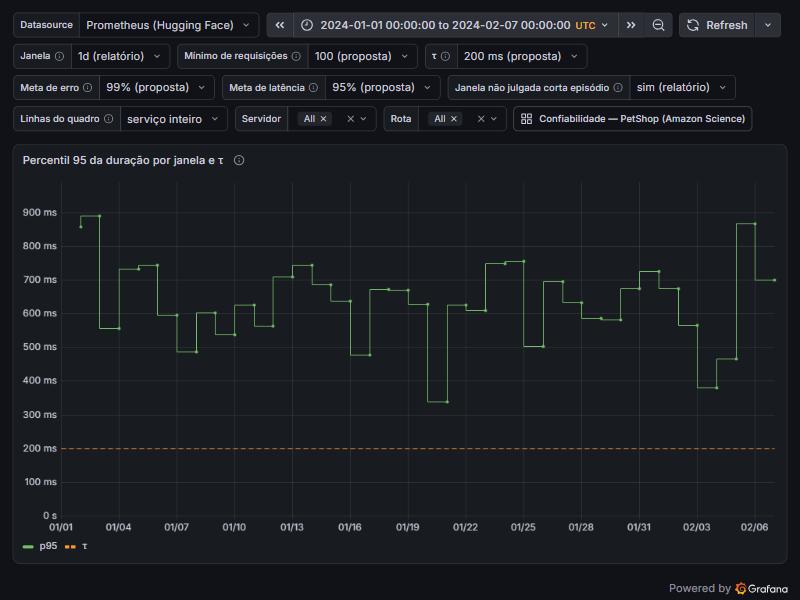 Datasource Prometheus (Hugging Face) 2024-01-01 00:00:00 to 2024-02-07 00:00:00 UTC Refresh
Janela 1d (relatório) Mínimo de requisições 100 (proposta) τ 200 ms (proposta)
Meta de erro 99% (proposta) Meta de latência 95% (proposta) Janela não julgada corta episódio sim (relatório)
Linhas do quadro serviço inteiro Servidor All Rota All Confiabilidade — PetShop (Amazon Science)
Percentil 95 da duração por janela e τ
900 ms
800 ms
700 ms
600 ms
500 ms
400 ms
300 ms
200 ms
100 ms
0 s
01/01 01/04 01/07 01/10 01/13 01/16 01/19 01/22 01/25 01/28 01/31 02/03 02/06
p95 τ
Powered by Grafana